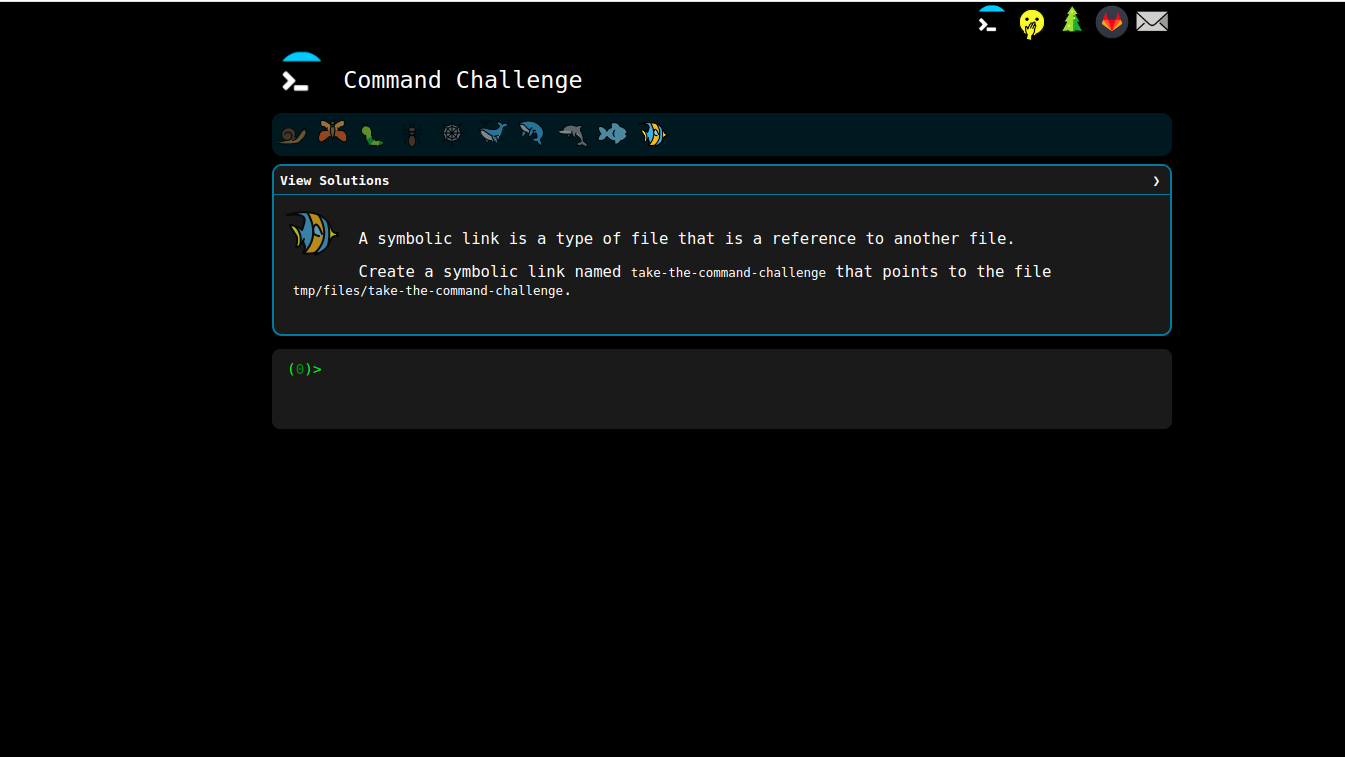 Command Challenge
View Solutions ❯
A symbolic link is a type of file that is a reference to another file.
Create a symbolic link named take-the-command-challenge that points to the file
tmp/files/take-the-command-challenge.
(0)>